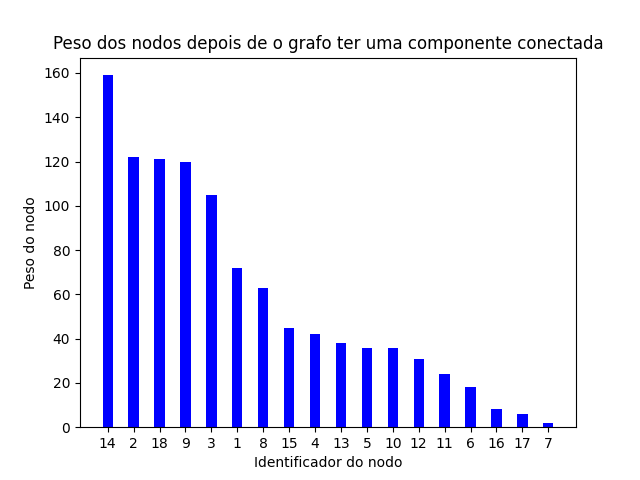 Peso dos nodos depois de o grafo ter uma componente conectada
160
140
120
100
80
60
40
20
0
Peso do nodo
14 2 18 9 3 1 8 15 4 13 5 10 12 11 6 16 17 7
Identificador do nodo